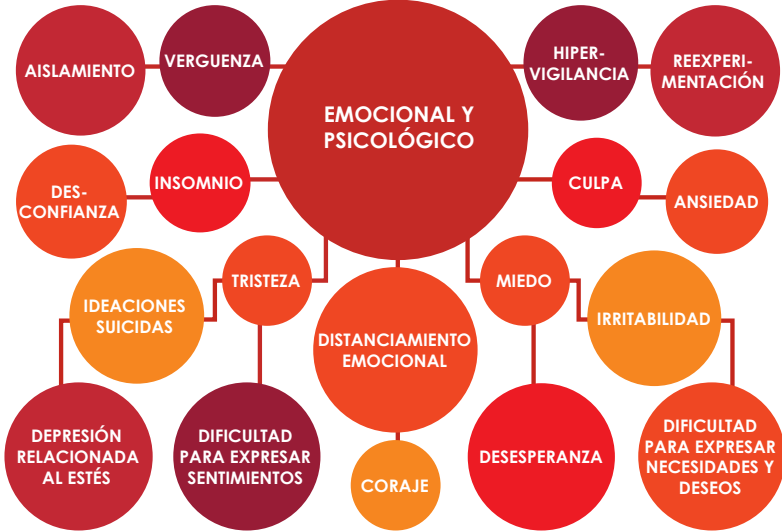 AISLAMIENTO
VERGUENZA
EMOCIONAL Y
PSICOLÓGICO
HIPER-
VIGILANCIA
REEXPERI-
MENTACIÓN
DES-
CONFIANZA
INSOMNIO
CULPA
ANSIEDAD
IDEACIONES
SUICIDAS
TRISTEZA
DISTANCIAMIENTO
EMOCIONAL
MIEDO
IRRITABILIDAD
DEPRESIÓN
RELACIONADA
AL ESTÉS
DIFICULTAD
PARA EXPRESAR
SENTIMIENTOS
CORAJE
DESESPERANZA
DIFICULTAD
PARA EXPRESAR
NECESIDADES Y
DESEOS